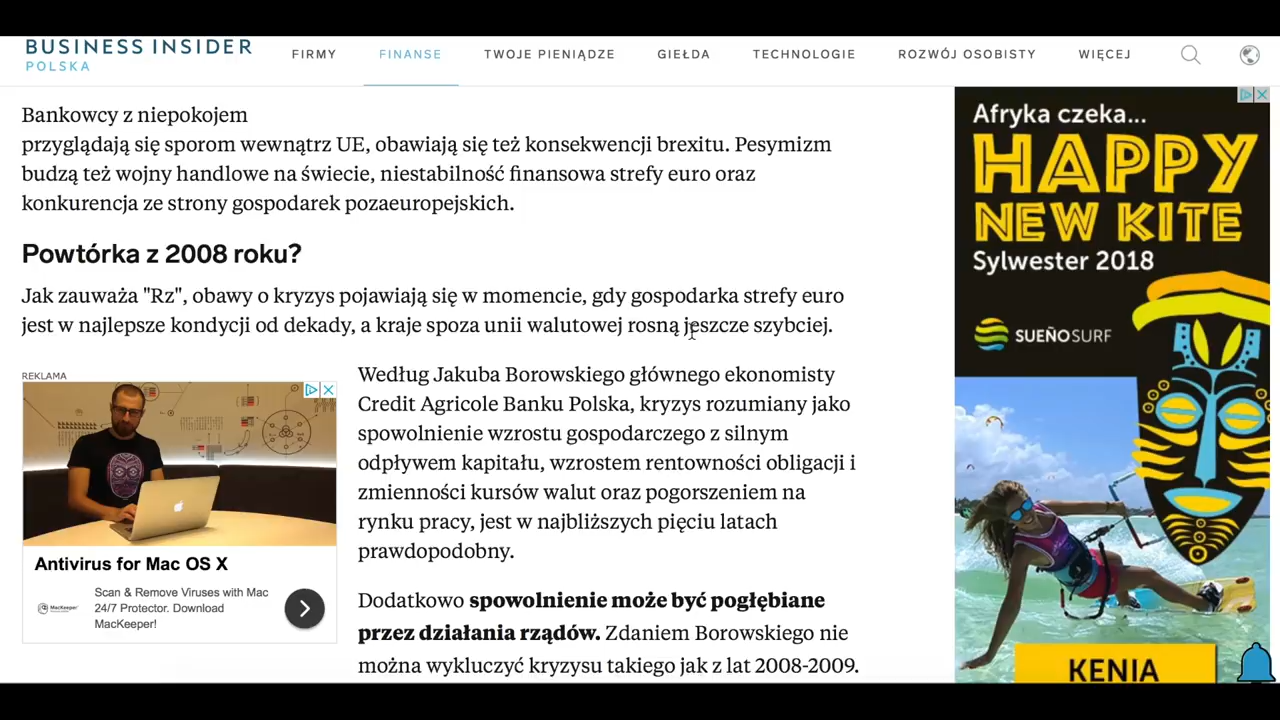 BUSINESS INSIDER
POLSKA
FIRMY
FINANSE
TWOJE PIENIĄDZE
GIEŁDA
TECHNOLOGIE
ROZWÓJ OSOBISTY
WIĘCEJ
Bankowcy z niepokojem
przyglądają się sporom wewnątrz UE, obawiają się też konsekwencji brexitu. Pesymizm
budzą też wojny handlowe na świecie, niestabilność finansowa strefy euro oraz
konkurencja ze strony gospodarek pozaeuropejskich.
Powtórka z 2008 roku?
Jak zauważa "Rz", obawy o kryzys pojawiają się w momencie, gdy gospodarka strefy euro
jest w najlepsze kondycji od dekady, a kraje spoza unii walutowej rosną jeszcze szybciej.
REKLAMA
Antivirus for Mac OS X
MacKeeper
Scan & Remove Viruses with Mac
24/7 Protector. Download
MacKeeper!
Według Jakuba Borowskiego głównego ekonomisty
Credit Agricole Banku Polska, kryzys rozumiany jako
spowolnienie wzrostu gospodarczego z silnym
odpływem kapitału, wzrostem rentowności obligacji i
zmienności kursów walut oraz pogorszeniem na
rynku pracy, jest w najbliższych pięciu latach
prawdopodobny.
Dodatkowo spowolnienie może być pogłębiane
przez działania rządów. Zdaniem Borowskiego nie
można wykluczyć kryzysu takiego jak z lat 2008-2009.
Afryka czeka...
HAPPY
NEW KITE
Sylwester 2018
SUEÑOSURF
KENIA